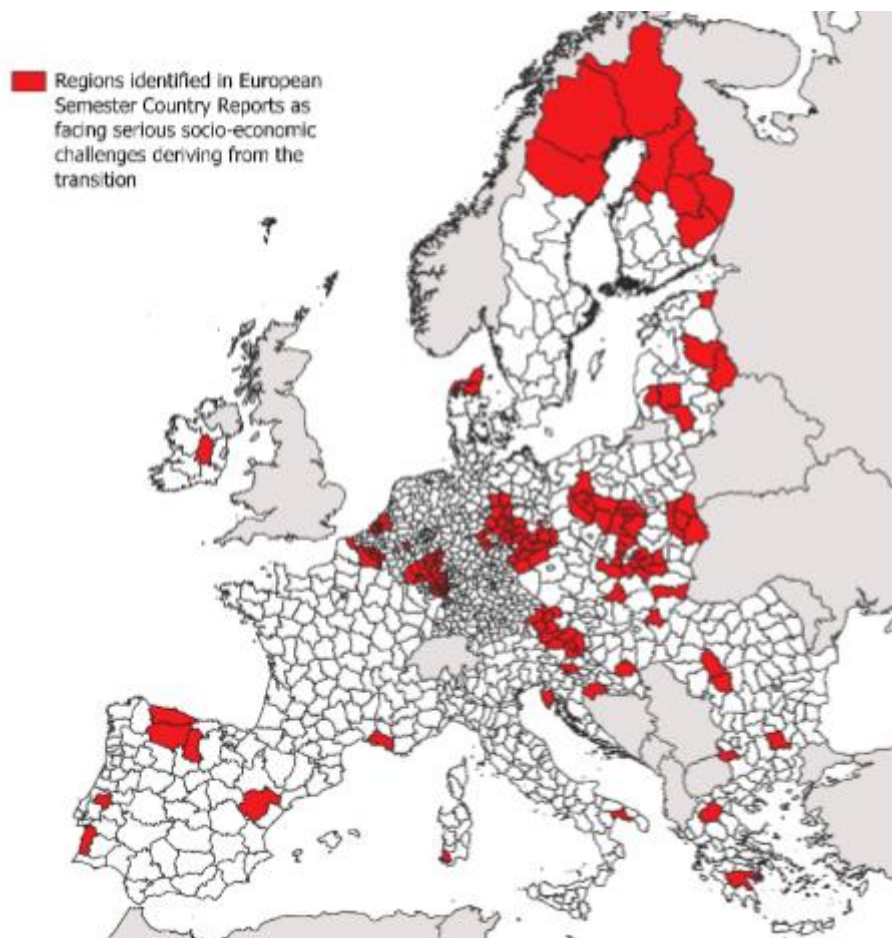 Regions identified in European
Semester Country Reports as
facing serious socio-economic
challenges deriving from the
transition